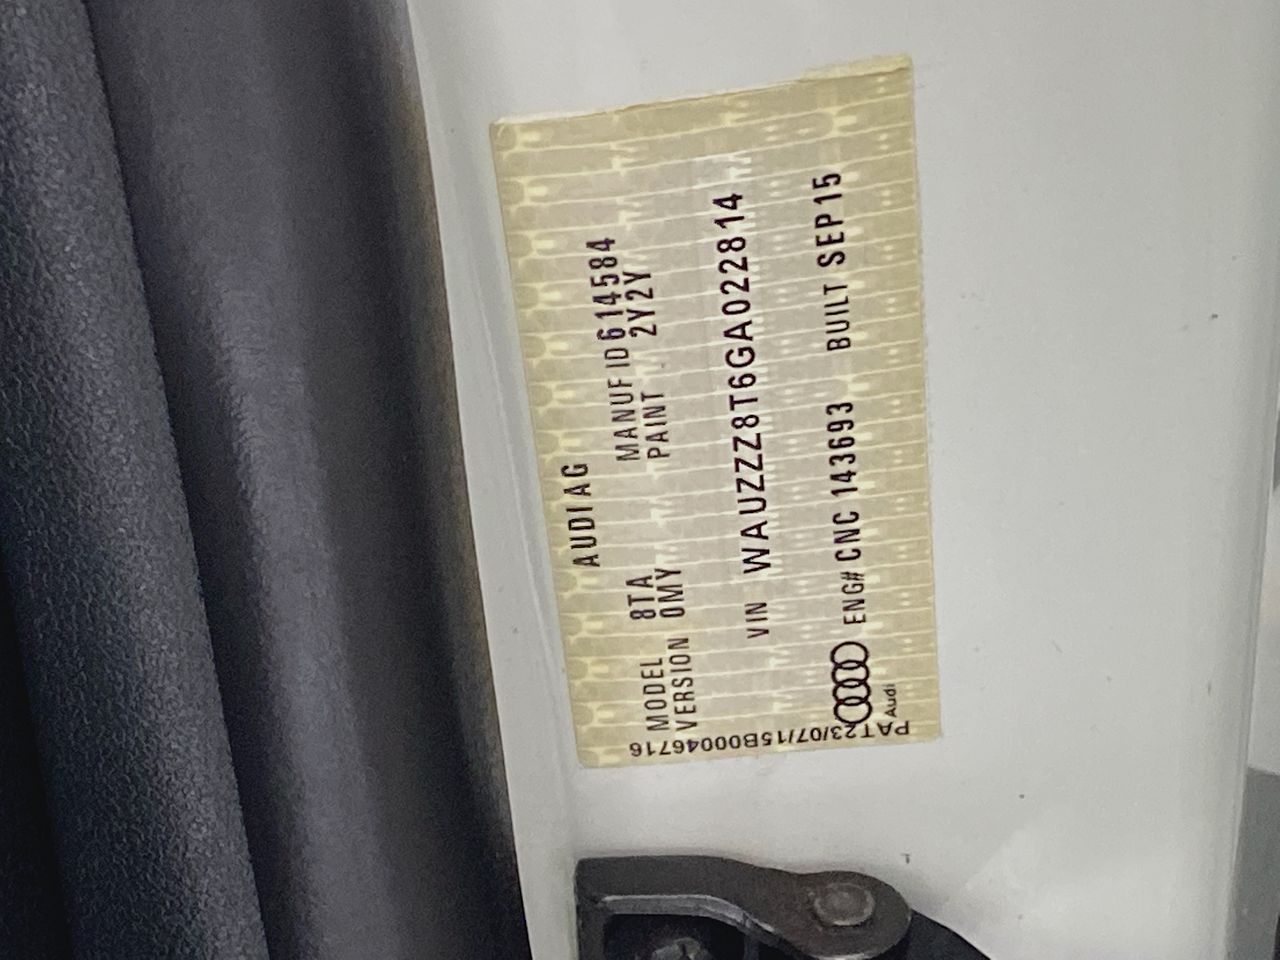 AUDI AG
MODEL 8TA MANUF ID 614584
VERSION 0MY PAINT 2Y2Y
VIN WAUZZZ8T6GA022814
ENG# CNC 143693 BUILT SEP 15
Audi
PAT23/07/15B00046716